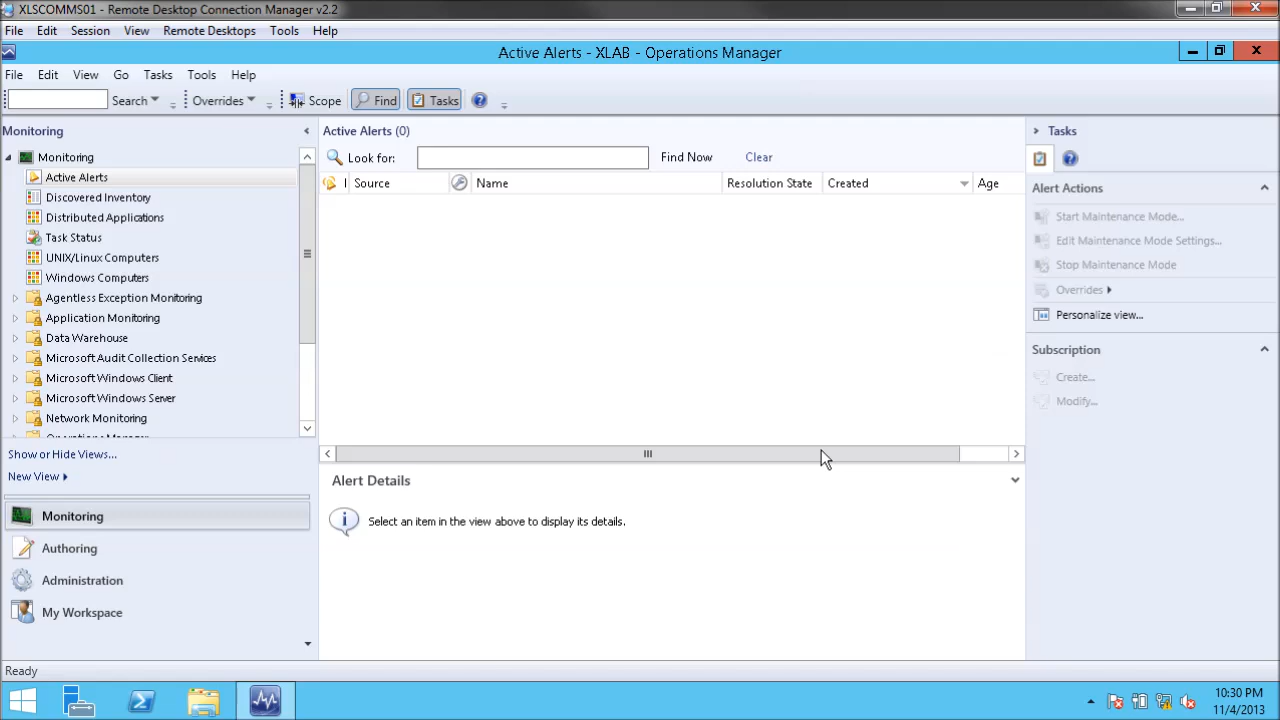 XLSCOMMS01 - Remote Desktop Connection Manager v2.2
File Edit Session View Remote Desktops Tools Help
Active Alerts - XLAB - Operations Manager
File Edit View Go Tasks Tools Help
Search Overrides Scope Find Tasks
Monitoring
Monitoring
Active Alerts
Discovered Inventory
Distributed Applications
Task Status
UNIX/Linux Computers
Windows Computers
Agentless Exception Monitoring
Application Monitoring
Data Warehouse
Microsoft Audit Collection Services
Microsoft Windows Client
Microsoft Windows Server
Network Monitoring
Operations Manager
Show or Hide Views...
New View
Monitoring
Authoring
Administration
My Workspace
Active Alerts (0)
Look for: Find Now Clear
I Source Name Resolution State Created Age
Alert Details
Select an item in the view above to display its details.
Tasks
Alert Actions
Start Maintenance Mode...
Edit Maintenance Mode Settings...
Stop Maintenance Mode
Overrides
Personalize view...
Subscription
Create...
Modify...
Ready
10:30 PM
11/4/2013